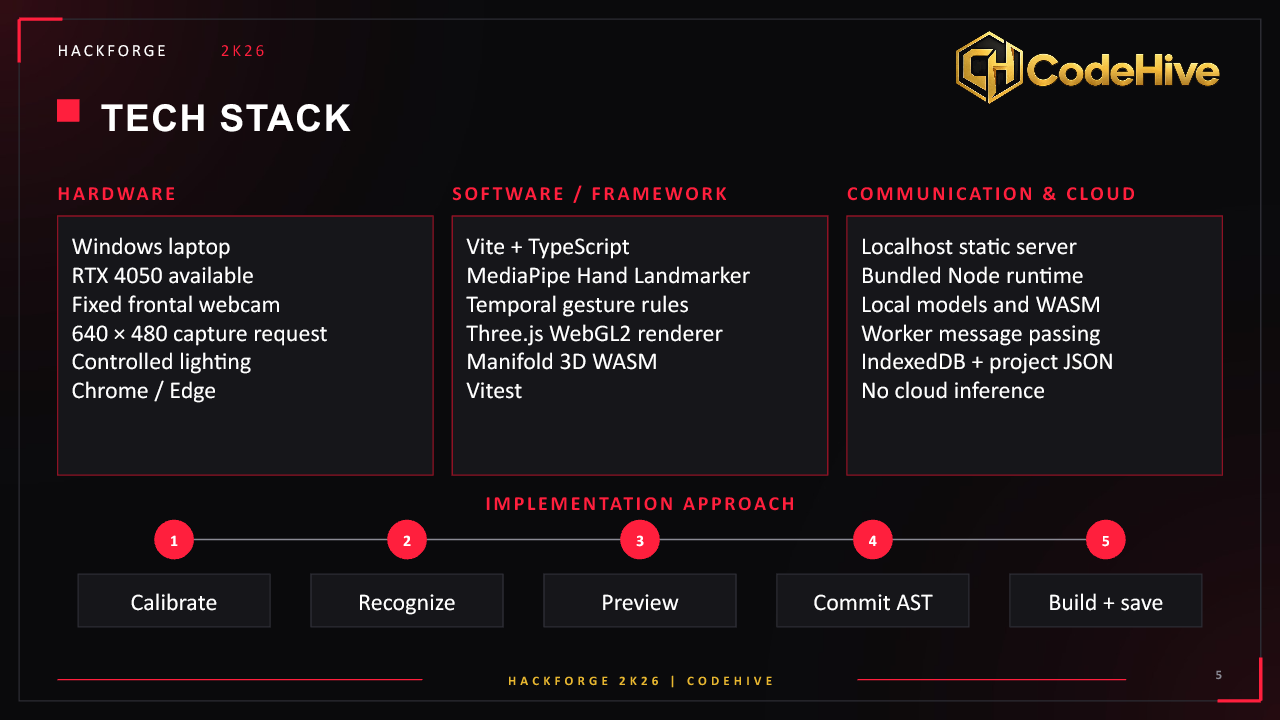 HACKFORGE 2K26
CodeHive
TECH STACK
HARDWARE
Windows laptop
RTX 4050 available
Fixed frontal webcam
640 × 480 capture request
Controlled lighting
Chrome / Edge
SOFTWARE / FRAMEWORK
Vite + TypeScript
MediaPipe Hand Landmarker
Temporal gesture rules
Three.js WebGL2 renderer
Manifold 3D WASM
Vitest
COMMUNICATION & CLOUD
Localhost static server
Bundled Node runtime
Local models and WASM
Worker message passing
IndexedDB + project JSON
No cloud inference
IMPLEMENTATION APPROACH
1
2
3
4
5
Calibrate
Recognize
Preview
Commit AST
Build + save
HACKFORGE 2K26 | CODEHIVE
5